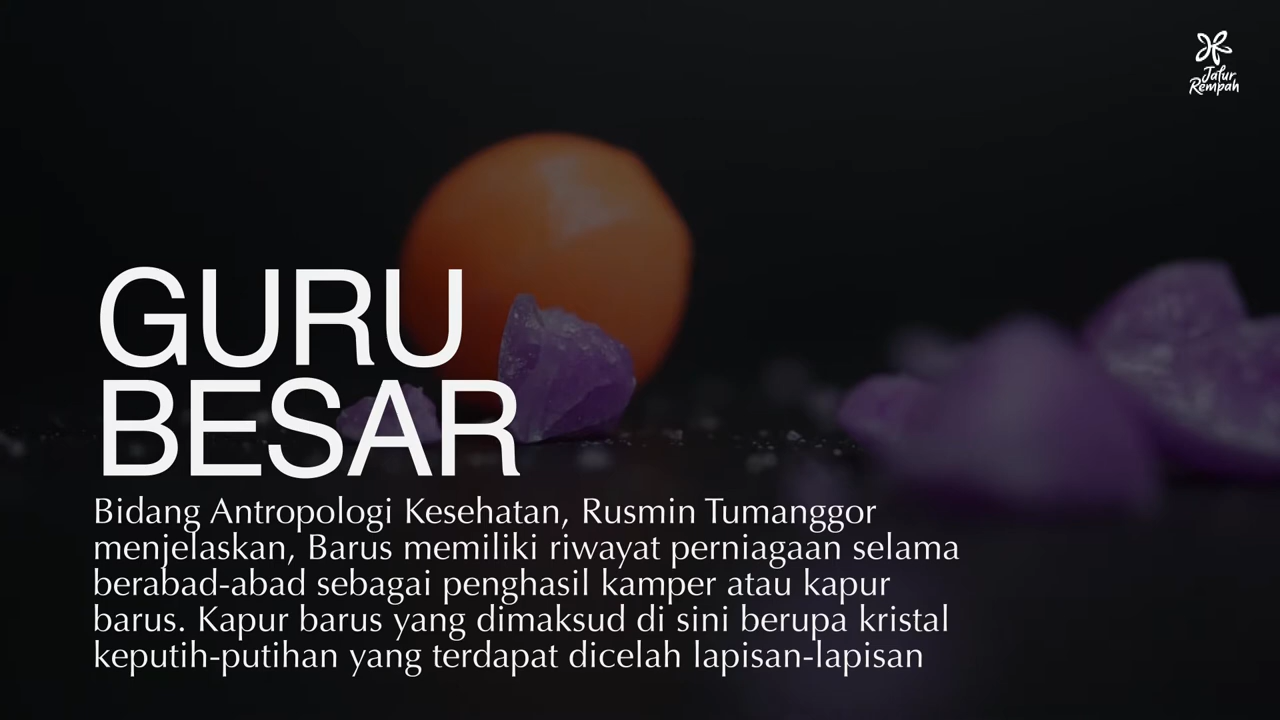 Jalur
Rempah
GURU
BESAR
Bidang Antropologi Kesehatan, Rusmin Tumanggor
menjelaskan, Barus memiliki riwayat perniagaan selama
berabad-abad sebagai penghasil kamper atau kapur
barus. Kapur barus yang dimaksud di sini berupa kristal
keputih-putihan yang terdapat dicelah lapisan-lapisan